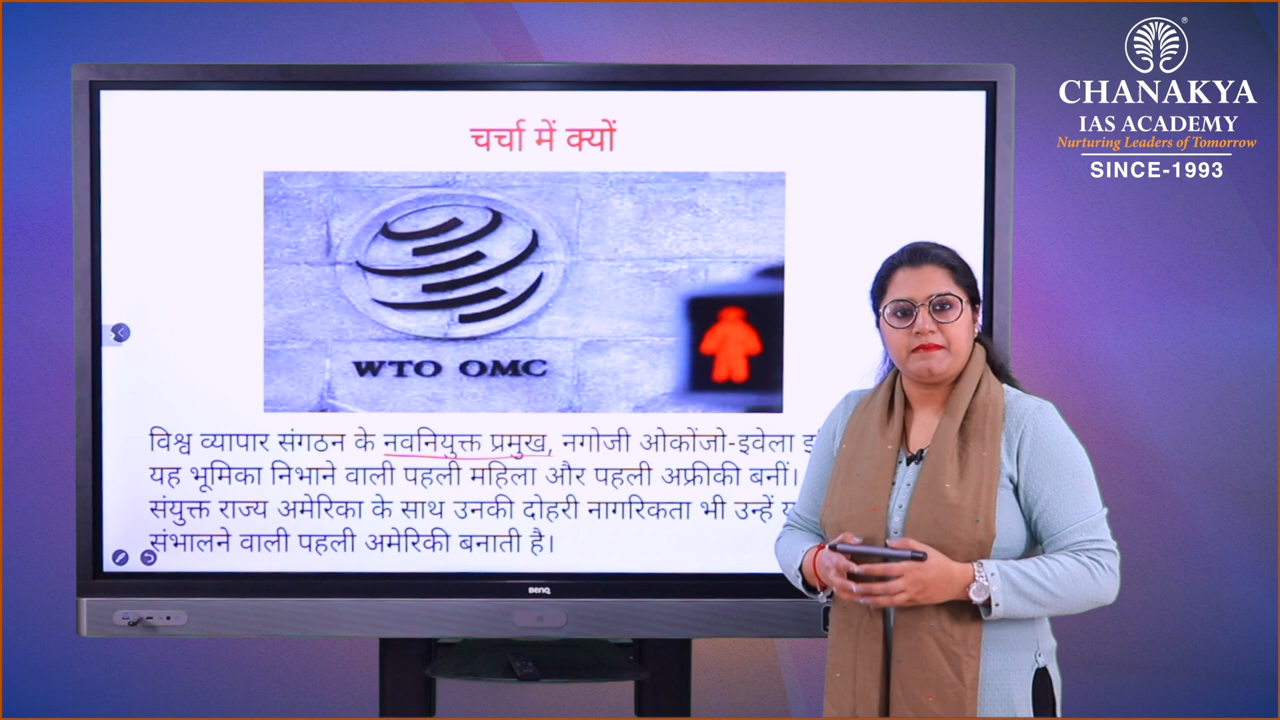 CHANAKYA
IAS ACADEMY
Nurturing Leaders of Tomorrow
SINCE-1993
चर्चा में क्यों
WTO OMC
विश्व व्यापार संगठन के नवनियुक्त प्रमुख, नगोजी ओकोंजो-इवेला
यह भूमिका निभाने वाली पहली महिला और पहली अफ्रीकी बनीं।
संयुक्त राज्य अमेरिका के साथ उनकी दोहरी नागरिकता भी उन्हें
संभालने वाली पहली अमेरिकी बनाती है।
BenQ